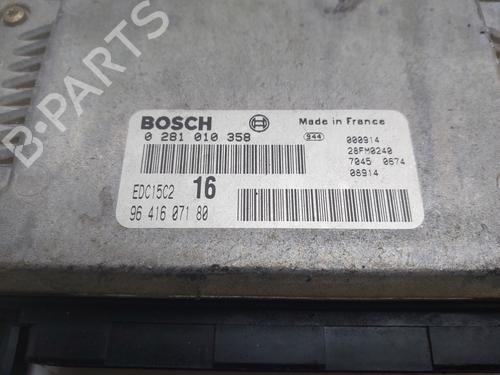 B-PARTS
BOSCH
Made in France
0 281 010 358
944
000914
28FM0240
7045 0674
08914
EDC15C2 16
96 416 071 80